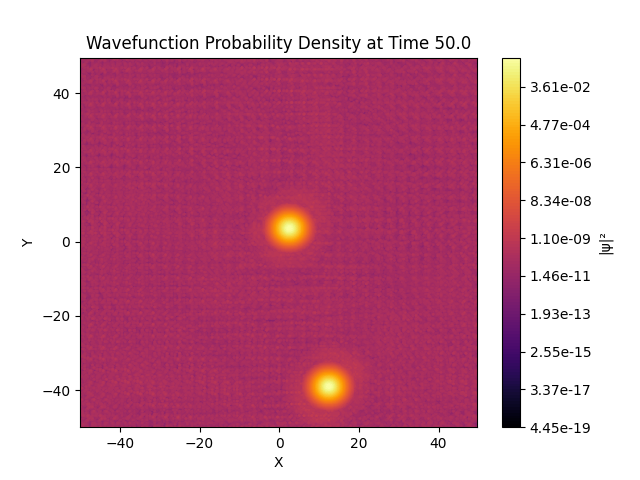 Wavefunction Probability Density at Time 50.0
40
20
0
−20
−40
Y
−40
−20
0
20
40
X
3.61e-02
4.77e-04
6.31e-06
8.34e-08
1.10e-09
1.46e-11
1.93e-13
2.55e-15
3.37e-17
4.45e-19
|ψ|²